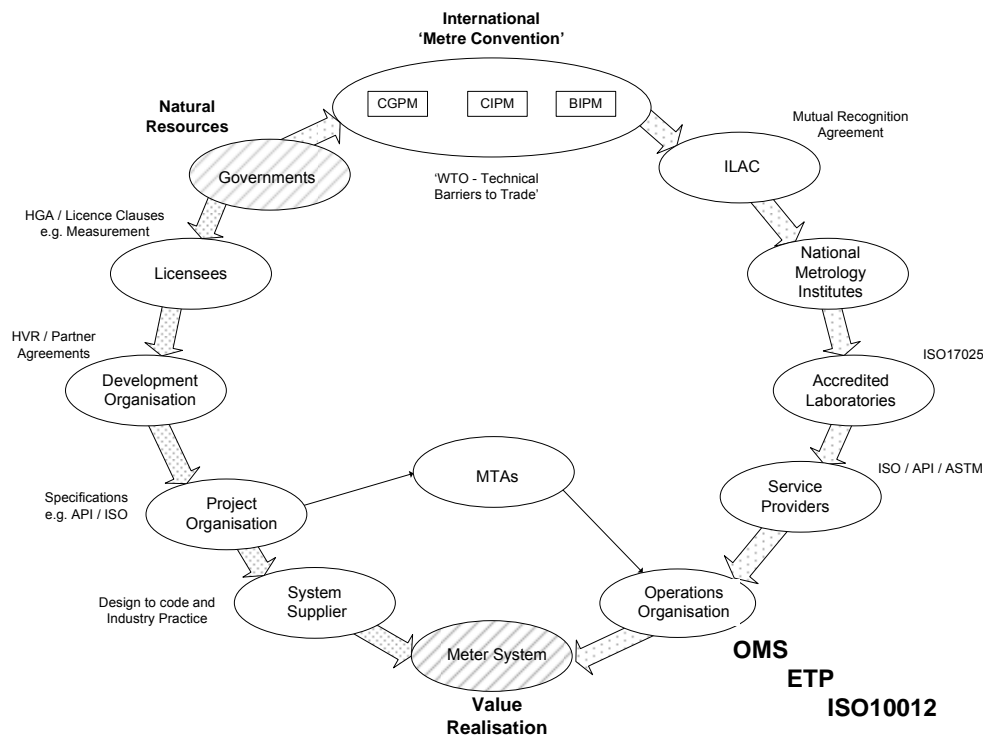 International
'Metre Convention'
CGPM
CIPM
BIPM
Natural
Resources
Mutual Recognition
Agreement
Governments
'WTO - Technical
Barriers to Trade'
ILAC
HGA / Licence Clauses
e.g. Measurement
Licensees
National
Metrology
Institutes
HVR / Partner
Agreements
ISO17025
Development
Organisation
Accredited
Laboratories
MTAs
ISO / API / ASTM
Specifications
e.g. API / ISO
Project
Organisation
Service
Providers
Design to code and
Industry Practice
System
Supplier
Operations
Organisation
Meter System
OMS
ETP
ISO10012
Value
Realisation